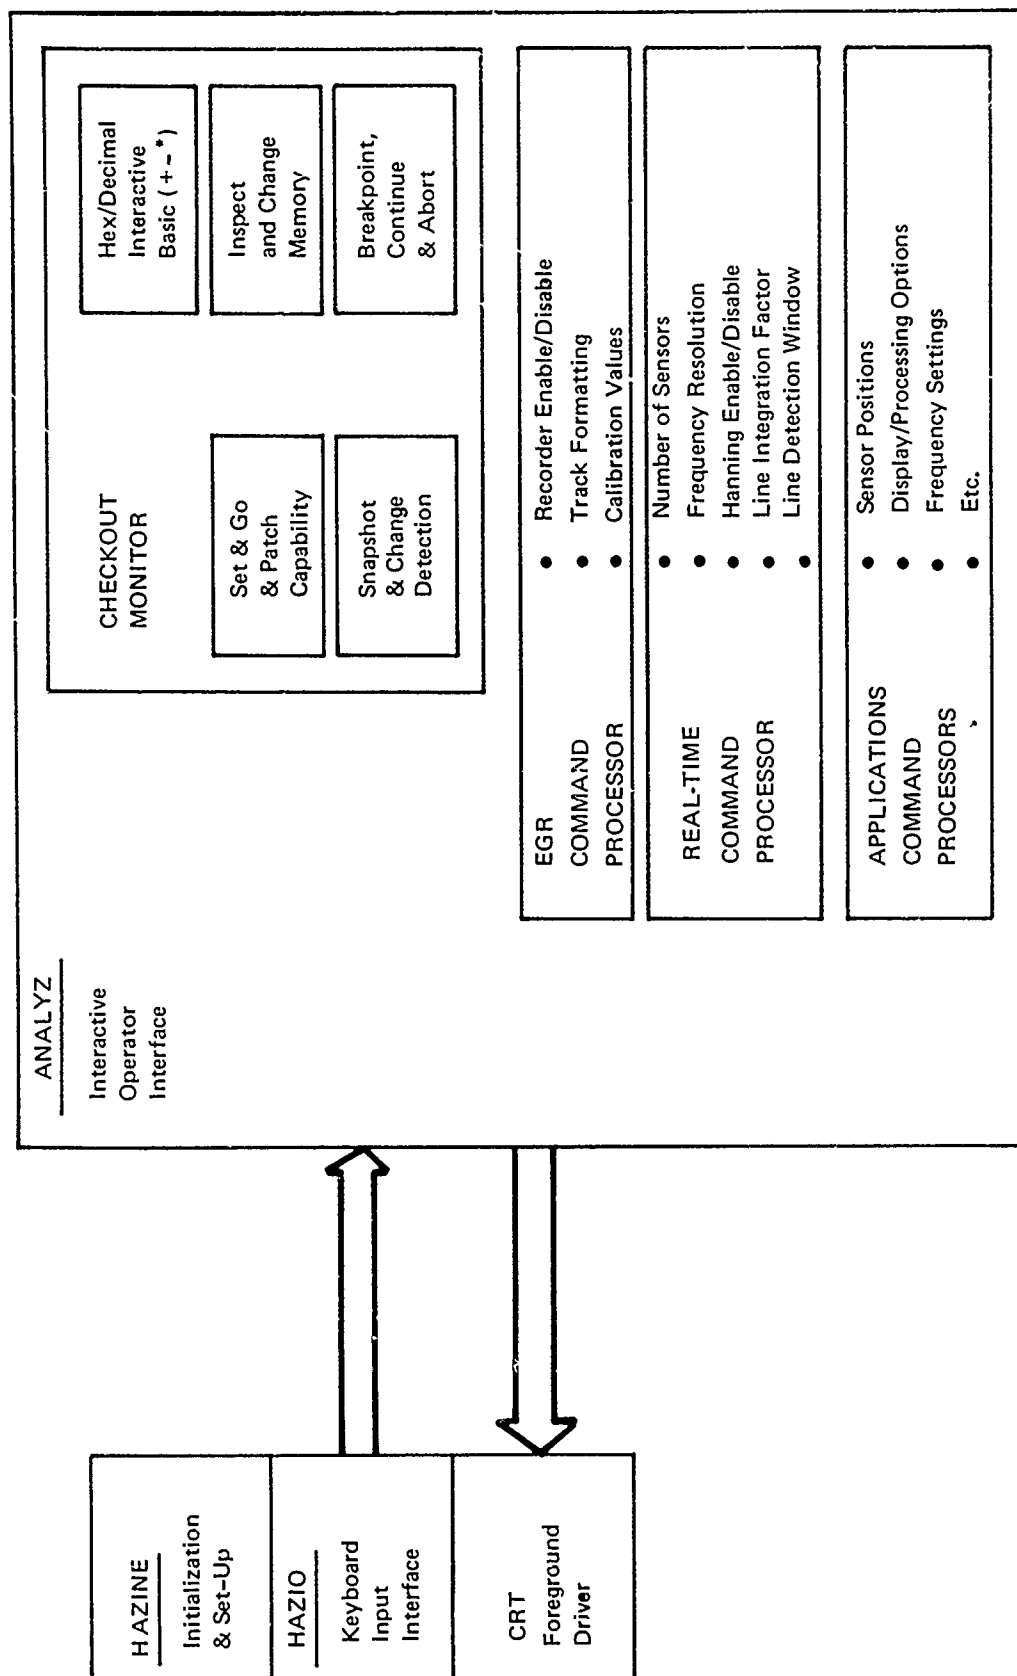 HAZINE
Initialization
& Set-Up
HAZIO
Keyboard
Input
Interface
CRT
Foreground
Driver
ANALYZ
Interactive
Operator
Interface
CHECKOUT
MONITOR
Set & Go
& Patch
Capability
Snapshot
& Change
Detection
Hex/Decimal
Interactive
Basic (+ - *)
Inspect
and Change
Memory
Breakpoint,
Continue
& Abort
EGR
COMMAND
PROCESSOR
• Recorder Enable/Disable
• Track Formatting
• Calibration Values
REAL-TIME
COMMAND
PROCESSOR
• Number of Sensors
• Frequency Resolution
• Hanning Enable/Disable
• Line Integration Factor
• Line Detection Window
APPLICATIONS
COMMAND
PROCESSORS
• Sensor Positions
• Display/Processing Options
• Frequency Settings
• Etc.